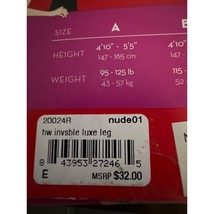 SIZE A
HEIGHT 4'10" - 5'5" 4'10"
147 - 165 cm 147 -
WEIGHT 95 - 125 lb 115 -
43 - 57 kg 52
20024R nude01
hw invsble luxe leg
8 43953 27246 5
E MSRP $32.00